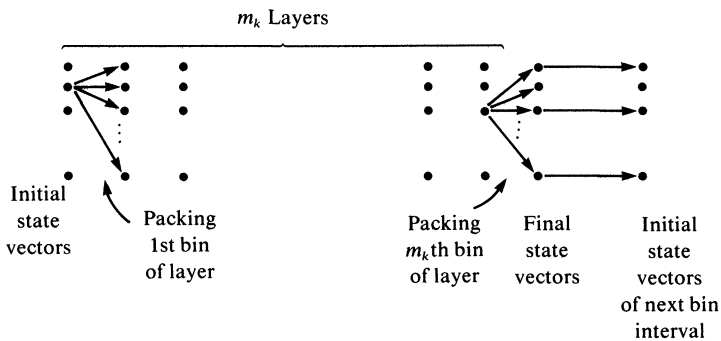 m_k Layers
Initial
state
vectors
Packing
1st bin
of layer
Packing
m_kth bin
of layer
Final
state
vectors
Initial
state
vectors
of next bin
interval